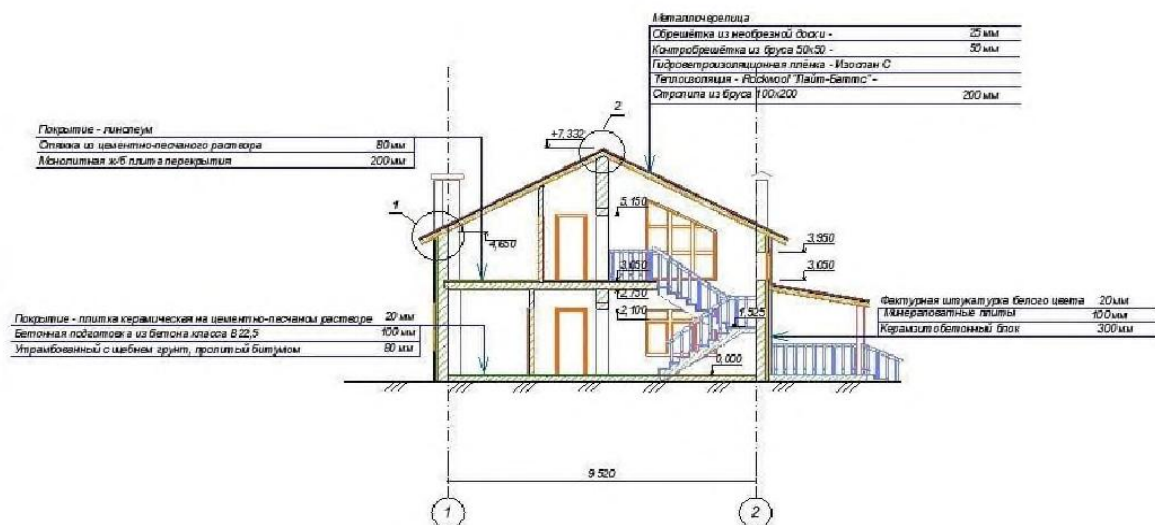 Металлочерепица
Обрешётка из необрезной доски - 25 мм
Контробрешётка из бруса 50х50 - 50 мм
Гидроветроизоляционная плёнка - Изоспан С
Теплоизоляция - Rockwool "Лайт-Баттс" -
Стропила из бруса 100х200 200 мм
2
+7,332
Покрытие - линолеум
Стяжка из цементно-песчаного раствора 80 мм
Монолитная ж/б плита перекрытия 200 мм
1
5,150
4,650
3,950
3,050
3,050
2,750
2,100
1,525
0,000
Фактурная штукатурка белого цвета 20 мм
Минераловатные плиты 100 мм
Керамзитобетонный блок 300 мм
Покрытие - плитка керамическая на цементно-песчаном растворе 20 мм
Бетонная подготовка из бетона класса В22,5 100 мм
Утрамбованный с щебнем грунт, пролитый битумом 80 мм
9 520
1
2